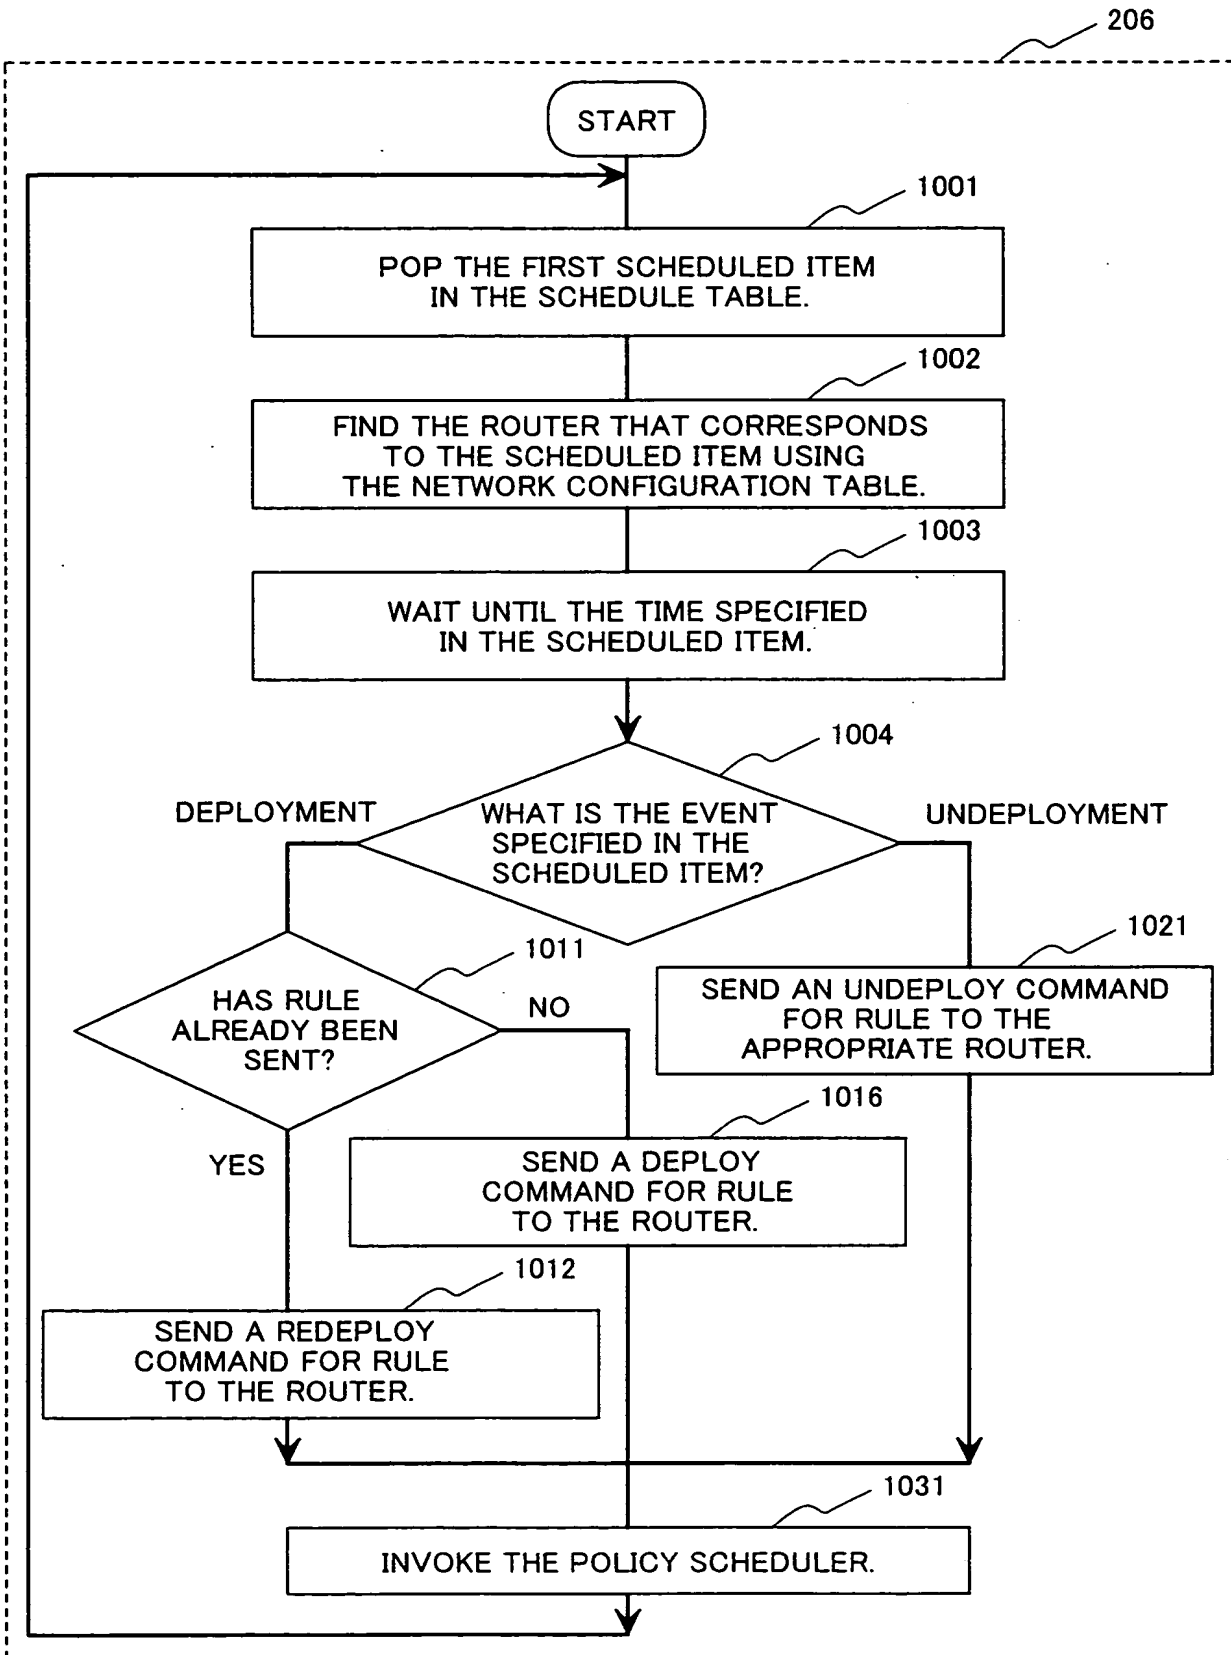 206
START
1001
POP THE FIRST SCHEDULED ITEM
IN THE SCHEDULE TABLE.
1002
FIND THE ROUTER THAT CORRESPONDS
TO THE SCHEDULED ITEM USING
THE NETWORK CONFIGURATION TABLE.
1003
WAIT UNTIL THE TIME SPECIFIED
IN THE SCHEDULED ITEM.
1004
DEPLOYMENT
WHAT IS THE EVENT
SPECIFIED IN THE
SCHEDULED ITEM?
UNDEPLOYMENT
1011
HAS RULE
ALREADY BEEN
SENT?
NO
YES
1021
SEND AN UNDEPLOY COMMAND
FOR RULE TO THE
APPROPRIATE ROUTER.
1016
SEND A DEPLOY
COMMAND FOR RULE
TO THE ROUTER.
1012
SEND A REDEPLOY
COMMAND FOR RULE
TO THE ROUTER.
1031
INVOKE THE POLICY SCHEDULER.